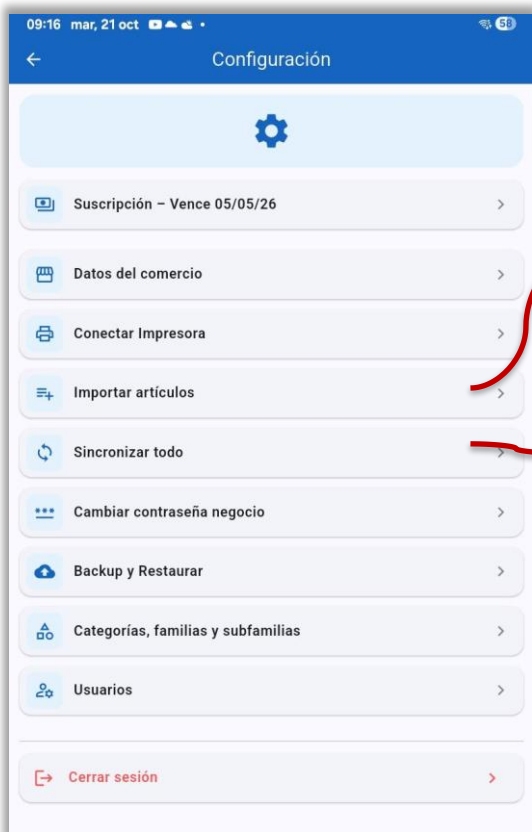 09:16 mar, 21 oct 58
Configuración
Suscripción – Vence 05/05/26
Datos del comercio
Conectar Impresora
Importar artículos
Sincronizar todo
Cambiar contraseña negocio
Backup y Restaurar
Categorías, familias y subfamilias
Usuarios
Cerrar sesión